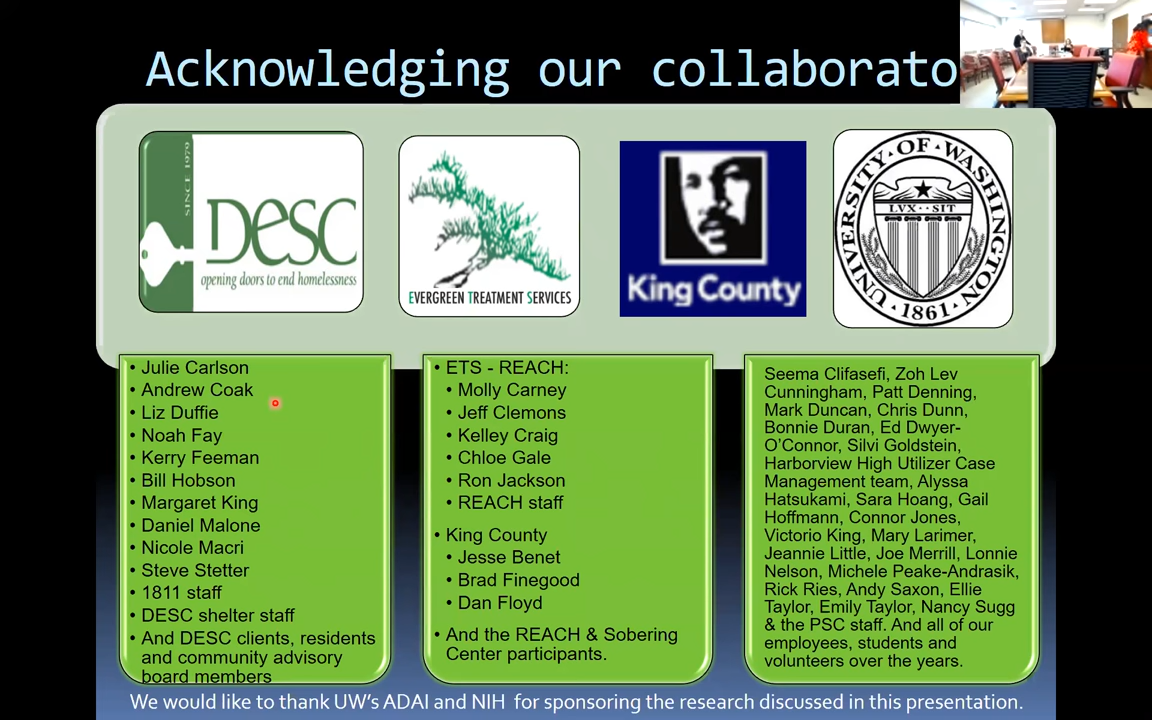 Acknowledging our collaborato
SINCE 1979
DESC
opening doors to end homelessness
EVERGREEN TREATMENT SERVICES
King County
UNIVERSITY · OF · WASHINGTON
LVX · SIT
1861
• Julie Carlson
• Andrew Coak
• Liz Duffie
• Noah Fay
• Kerry Feeman
• Bill Hobson
• Margaret King
• Daniel Malone
• Nicole Macri
• Steve Stetter
• 1811 staff
• DESC shelter staff
• And DESC clients, residents
and community advisory
board members
• ETS - REACH:
• Molly Carney
• Jeff Clemons
• Kelley Craig
• Chloe Gale
• Ron Jackson
• REACH staff
• King County
• Jesse Benet
• Brad Finegood
• Dan Floyd
• And the REACH & Sobering
Center participants.
Seema Clifasefi, Zoh Lev
Cunningham, Patt Denning,
Mark Duncan, Chris Dunn,
Bonnie Duran, Ed Dwyer-
O’Connor, Silvi Goldstein,
Harborview High Utilizer Case
Management team, Alyssa
Hatsukami, Sara Hoang, Gail
Hoffmann, Connor Jones,
Victorio King, Mary Larimer,
Jeannie Little, Joe Merrill, Lonnie
Nelson, Michele Peake-Andrasik,
Rick Ries, Andy Saxon, Ellie
Taylor, Emily Taylor, Nancy Sugg
& the PSC staff. And all of our
employees, students and
volunteers over the years.
We would like to thank UW’s ADAI and NIH for sponsoring the research discussed in this presentation.